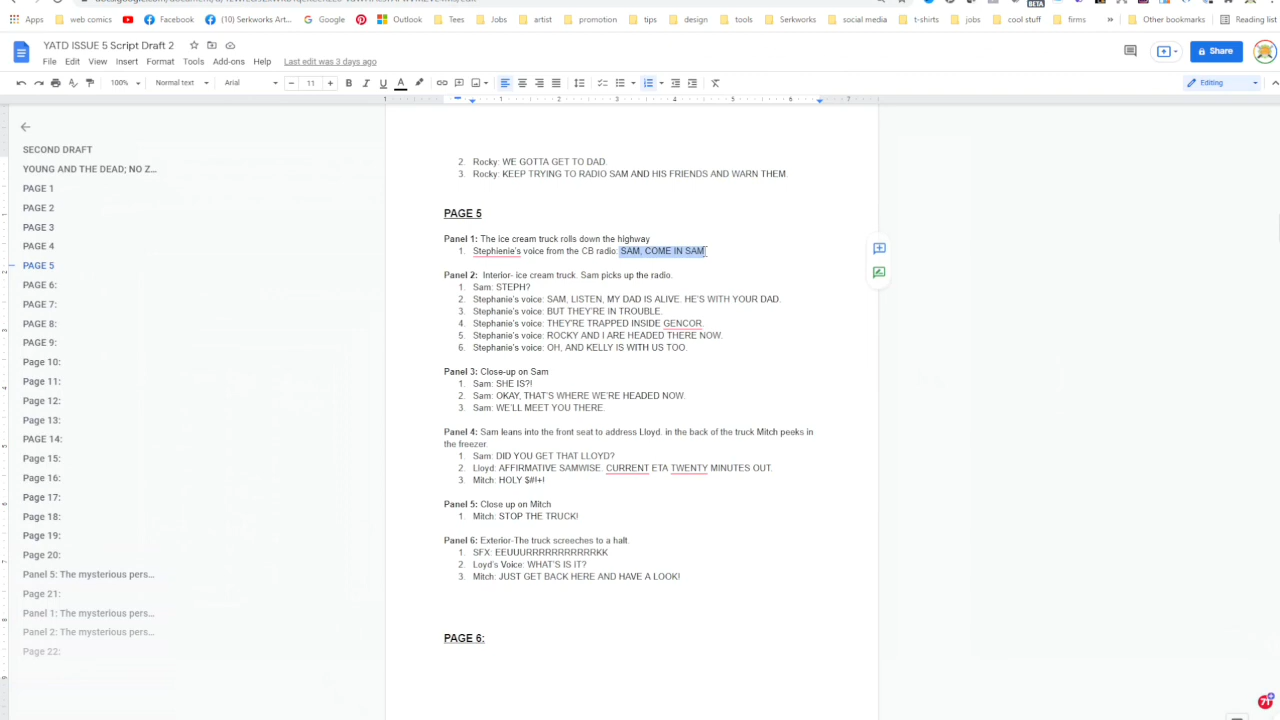 Apps
Web comics
Facebook
(3) Serkworks Art...
Google
Outlook
Tees
Jobs
artist
promotion
tips
design
tools
Serkworks
social media
t-shirts
jobs
cool stuff
firms
»
BETA
Other bookmarks
Reading list
YATD ISSUE 5 Script Draft 2
File Edit View Insert Format Tools Add-ons Help Last edit was 3 days ago
Share
100% Normal text Arial 11 B I U A
Editing
1 1 2 3 4 5 6 7
SECOND DRAFT
YOUNG AND THE DEAD; NO Z...
PAGE 1
PAGE 2
PAGE 3
PAGE 4
PAGE 5
PAGE 6:
PAGE 7:
PAGE 8:
PAGE 9:
Page 10:
Page 11:
Page 12:
Page 13:
PAGE 14:
Page 15:
Page 16:
Page 17:
Page 18:
Page 19:
Page 20:
Panel 5: The mysterious pers...
Page 21:
Panel 1: The mysterious pers...
Panel 2: The mysterious pers...
Page 22:
2. Rocky: WE GOTTA GET TO DAD.
3. Rocky: KEEP TRYING TO RADIO SAM AND HIS FRIENDS AND WARN THEM.
PAGE 5
Panel 1: The ice cream truck rolls down the highway
1. Stephienie's voice from the CB radio: SAM, COME IN SAM.
Panel 2: Interior- ice cream truck. Sam picks up the radio.
1. Sam: STEPH?
2. Stephanie's voice: SAM, LISTEN, MY DAD IS ALIVE. HE'S WITH YOUR DAD.
3. Stephanie's voice: BUT THEY'RE IN TROUBLE.
4. Stephanie's voice: THEY'RE TRAPPED INSIDE GENCOR.
5. Stephanie's voice: ROCKY AND I ARE HEADED THERE NOW.
6. Stephanie's voice: OH, AND KELLY IS WITH US TOO.
Panel 3: Close-up on Sam
1. Sam: SHE IS?!
2. Sam: OKAY, THAT'S WHERE WE'RE HEADED NOW.
3. Sam: WE'LL MEET YOU THERE.
Panel 4: Sam leans into the front seat to address Lloyd. in the back of the truck Mitch peeks in
the freezer.
1. Sam: DID YOU GET THAT LLOYD?
2. Lloyd: AFFIRMATIVE SAMWISE. CURRENT ETA TWENTY MINUTES OUT.
3. Mitch: HOLY $#!+!
Panel 5: Close up on Mitch
1. Mitch: STOP THE TRUCK!
Panel 6: Exterior-The truck screeches to a halt.
1. SFX: EEUUURRRRRRRRRRKK
2. Loyd's Voice: WHAT'S IS IT?
3. Mitch: JUST GET BACK HERE AND HAVE A LOOK!
PAGE 6: